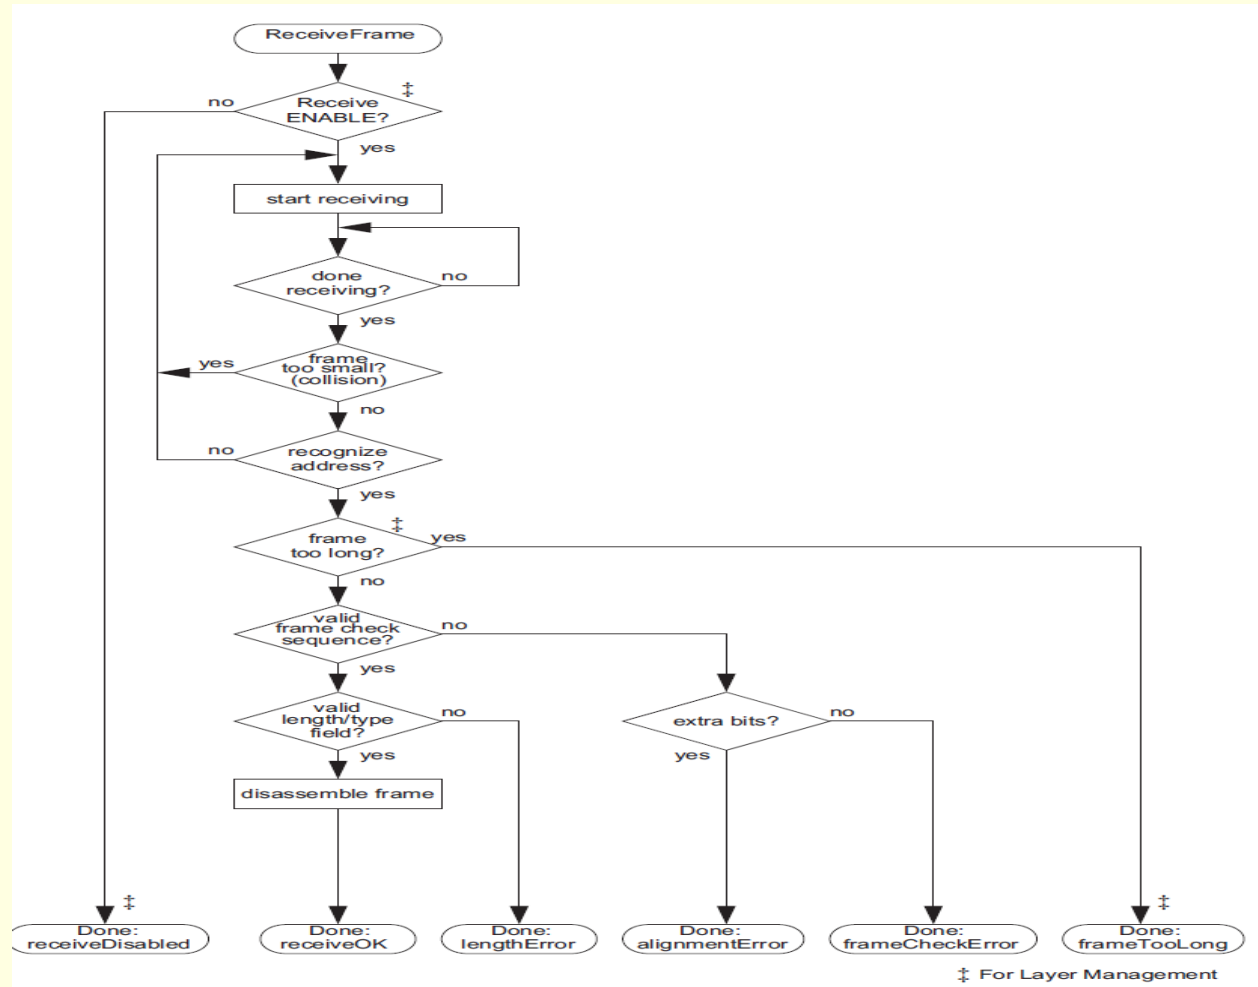 ReceiveFrame
‡
no
Receive
ENABLE?
yes
start receiving
done
receiving?
no
yes
frame
too small?
(collision)
yes
no
recognize
address?
no
yes
‡
frame
too long?
yes
no
valid
frame check
sequence?
no
yes
valid
length/type
field?
no
extra bits?
no
yes
yes
disassemble frame
‡
‡
Done:
receiveDisabled
Done:
receiveOK
Done:
lengthError
Done:
alignmentError
Done:
frameCheckError
Done:
frameTooLong
‡ For Layer Management